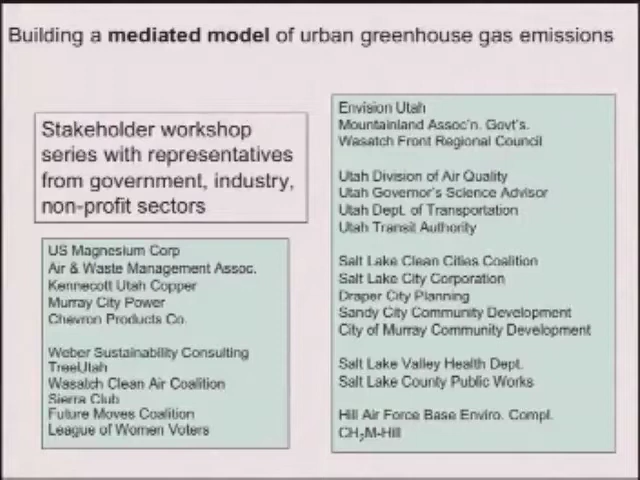 Building a mediated model of urban greenhouse gas emissions
Stakeholder workshop
series with representatives
from government, industry,
non-profit sectors
US Magnesium Corp
Air & Waste Management Assoc.
Kennecott Utah Copper
Murray City Power
Chevron Products Co.
Weber Sustainability Consulting
TreeUtah
Wasatch Clean Air Coalition
Sierra Club
Future Moves Coalition
League of Women Voters
Envision Utah
Mountainland Assoc'n. Govt's.
Wasatch Front Regional Council
Utah Division of Air Quality
Utah Governor's Science Advisor
Utah Dept. of Transportation
Utah Transit Authority
Salt Lake Clean Cities Coalition
Salt Lake City Corporation
Draper City Planning
Sandy City Community Development
City of Murray Community Development
Salt Lake Valley Health Dept.
Salt Lake County Public Works
Hill Air Force Base Enviro. Compl.
CH₂M-Hill